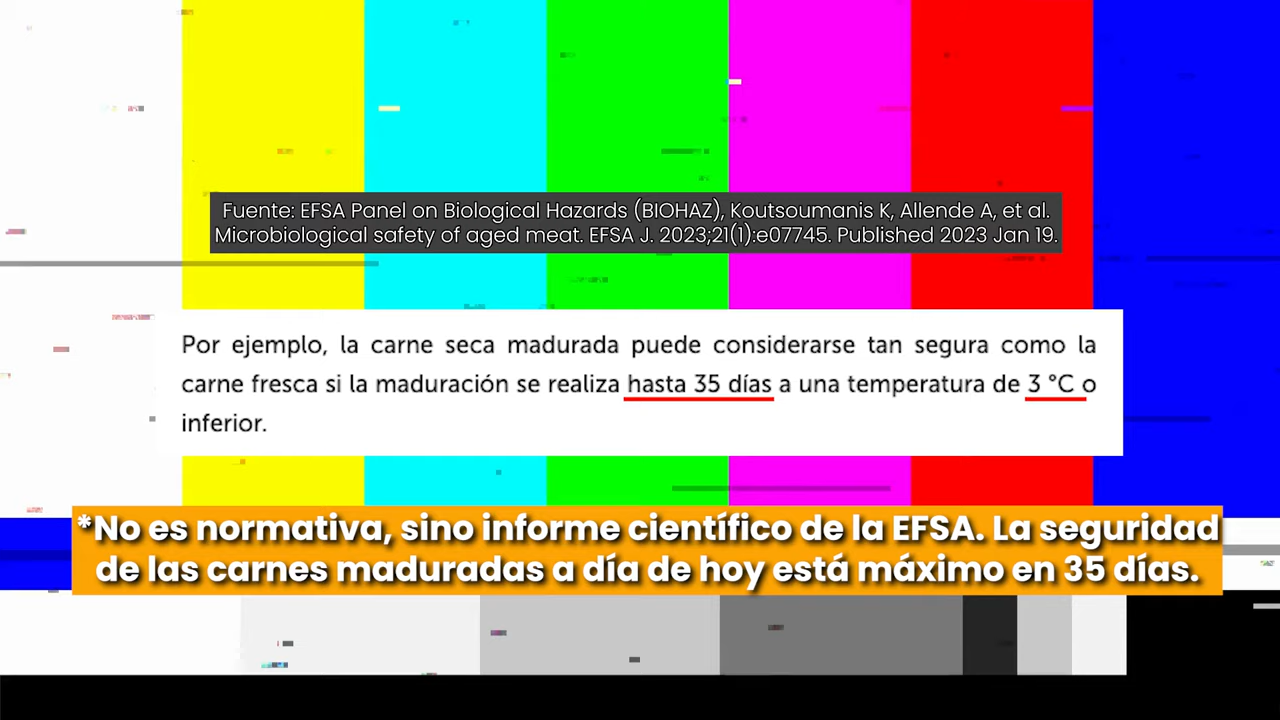 Fuente: EFSA Panel on Biological Hazards (BIOHAZ), Koutsoumanis K, Allende A, et al.
Microbiological safety of aged meat. EFSA J. 2023;21(1):e07745. Published 2023 Jan 19.
Por ejemplo, la carne seca madurada puede considerarse tan segura como la
carne fresca si la maduración se realiza hasta 35 días a una temperatura de 3 °C o
inferior.
*No es normativa, sino informe científico de la EFSA. La seguridad
de las carnes maduradas a día de hoy está máximo en 35 días.